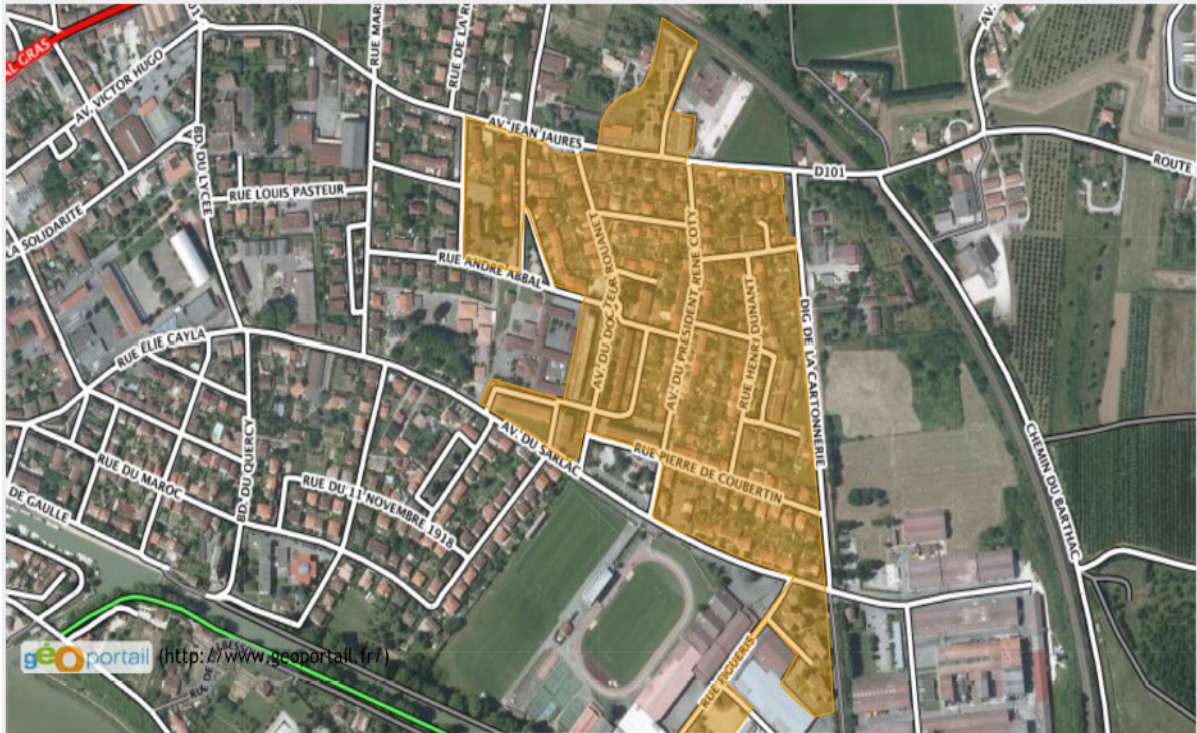 AL GRAS
AV. VICTOR HUGO
RUE MAR
RUE DE LA R
AV.
BD. DU LYCEE
AV. JEAN JAURES
D101
ROUTE
RUE LOUIS PASTEUR
LA SOLIDARITE
RUE ANDRE ABBAL
AV. DU DOCTEUR ROUANET
AV. DU PRESIDENT RENE COTY
RUE HENRI DUNANT
DIG DE LA CARTONNERIE
RUE ELIE CAYLA
AV. DU SARLAC
RUE PIERRE DE COUBERTIN
CHEMIN DU BARTHAC
BD. DU QUERCY
RUE DU MAROC
RUE DU 11 NOVEMBRE 1918
DE GAULLE
géoportail (http://www.geoportail.fr/)
RUE FIGUERIS